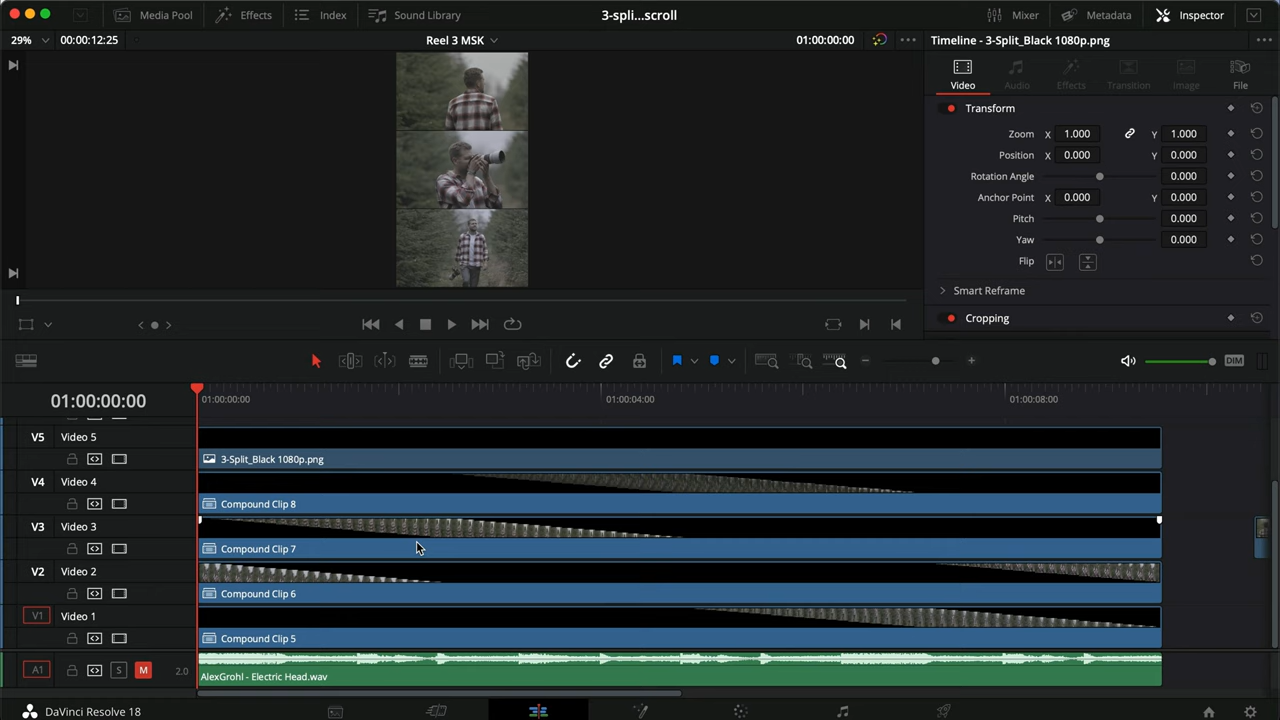 Media Pool Effects Index Sound Library 3-spli...scroll Mixer Metadata Inspector
29% 00:00:12:25 Reel 3 MSK 01:00:00:00 Timeline - 3-Split_Black 1080p.png
Video Audio Effects Transition Image File
Transform
Zoom X 1.000 Y 1.000
Position X 0.000 Y 0.000
Rotation Angle 0.000
Anchor Point X 0.000 Y 0.000
Pitch 0.000
Yaw 0.000
Flip
Smart Reframe
Cropping
DIM
01:00:00:00 01:00:00:00 01:00:04:00 01:00:08:00
V5 Video 5
3-Split_Black 1080p.png
V4 Video 4
Compound Clip 8
V3 Video 3
Compound Clip 7
V2 Video 2
Compound Clip 6
V1 Video 1
Compound Clip 5
A1 S M 2.0
AlexGrohl - Electric Head.wav
DaVinci Resolve 18